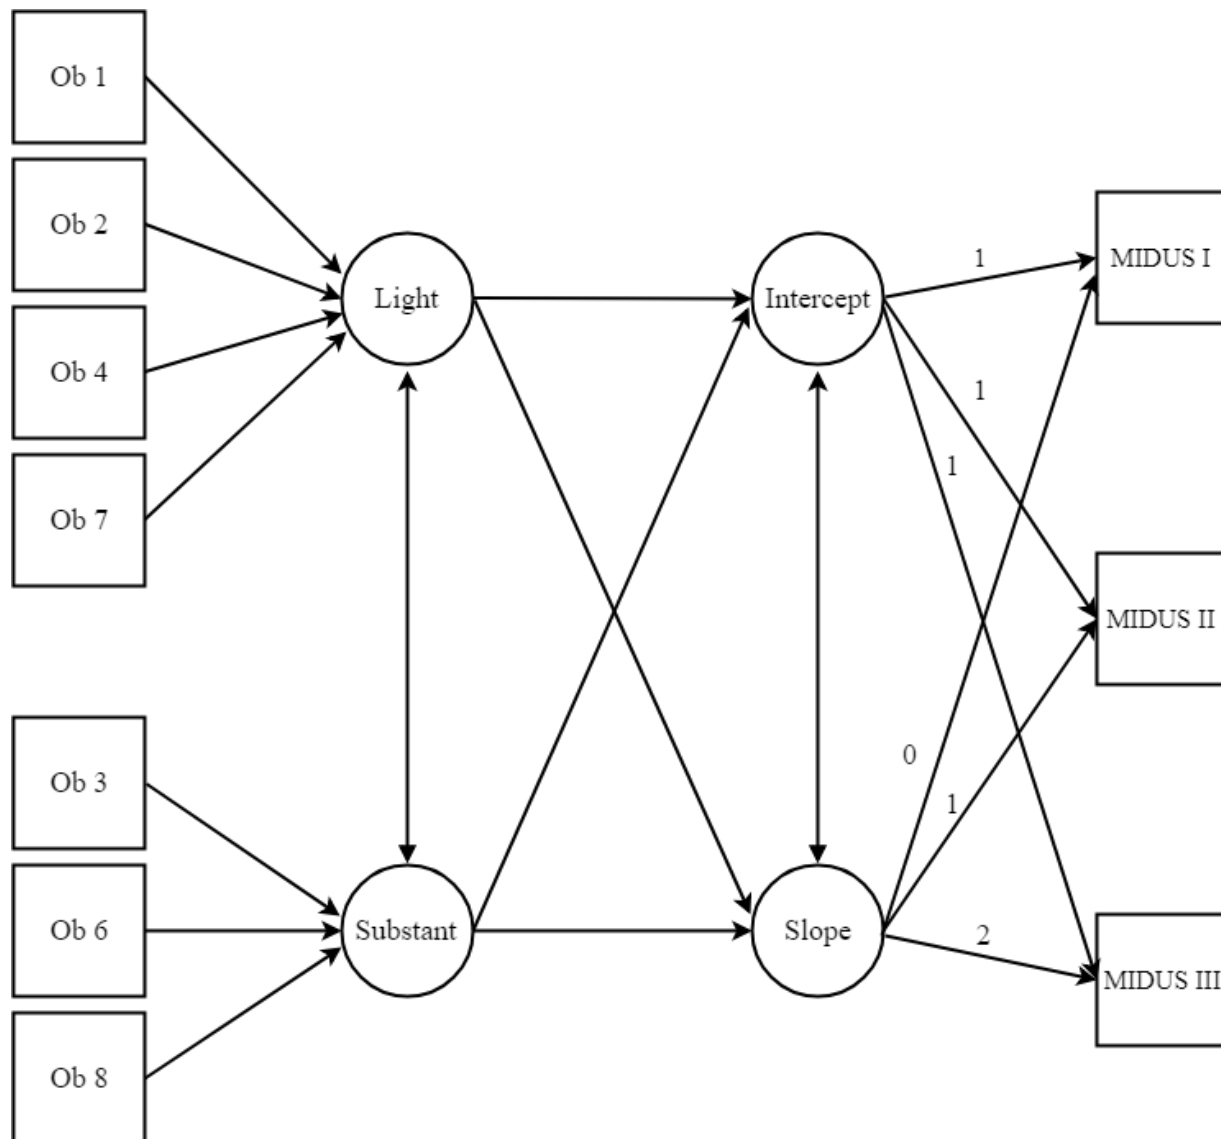 Ob 1
Ob 2
Ob 4
Ob 7
Ob 3
Ob 6
Ob 8
Light
Substant
Intercept
Slope
1
1
1
0
1
2
MIDUS I
MIDUS II
MIDUS III